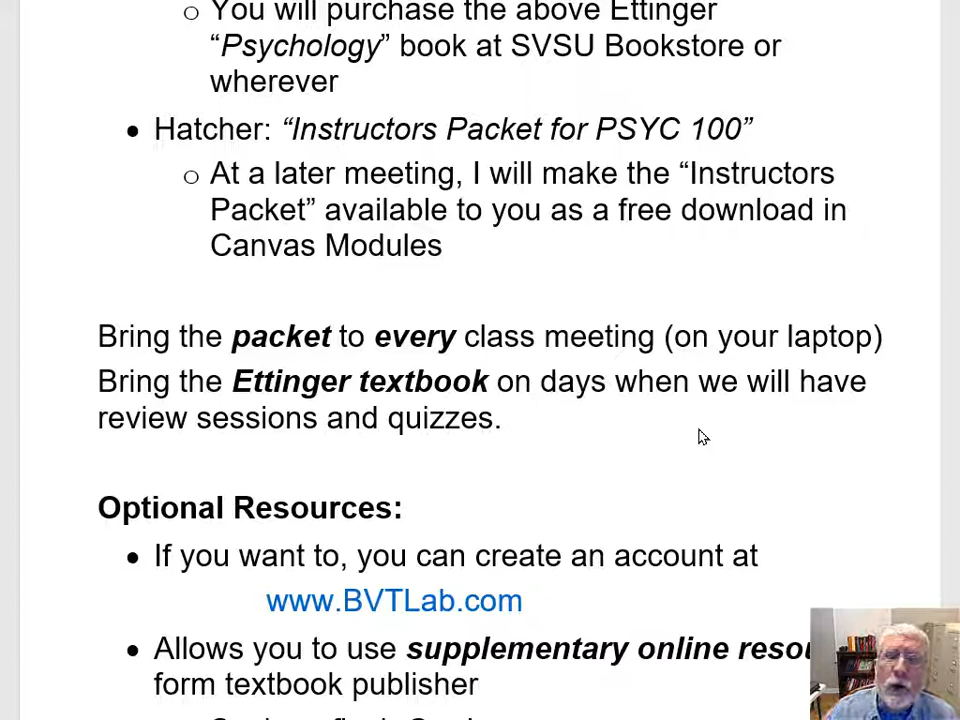 You will purchase the above Ettinger
“Psychology” book at SVSU Bookstore or
wherever
Hatcher: “Instructors Packet for PSYC 100”
At a later meeting, I will make the “Instructors
Packet” available to you as a free download in
Canvas Modules
Bring the packet to every class meeting (on your laptop)
Bring the Ettinger textbook on days when we will have
review sessions and quizzes.
Optional Resources:
If you want to, you can create an account at
www.BVTLab.com
Allows you to use supplementary online
form textbook publisher